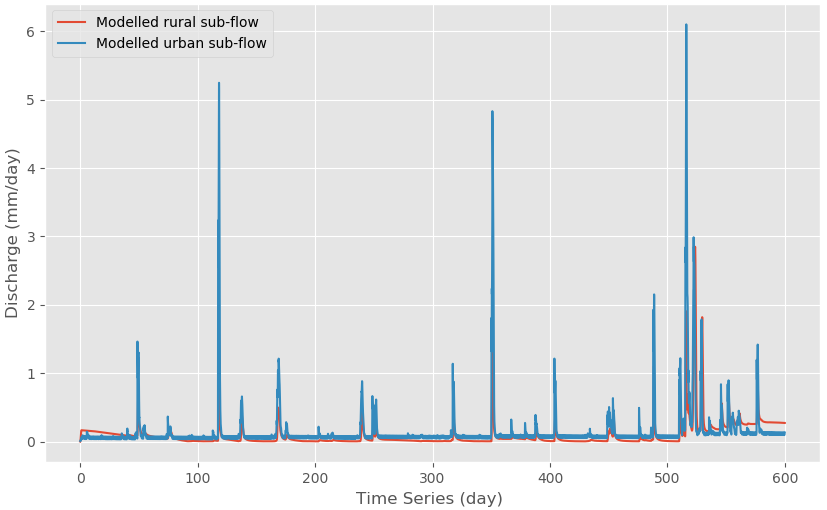 Modelled rural sub-flow
Modelled urban sub-flow
6
5
4
3
2
1
0
Discharge (mm/day)
0 100 200 300 400 500 600
Time Series (day)